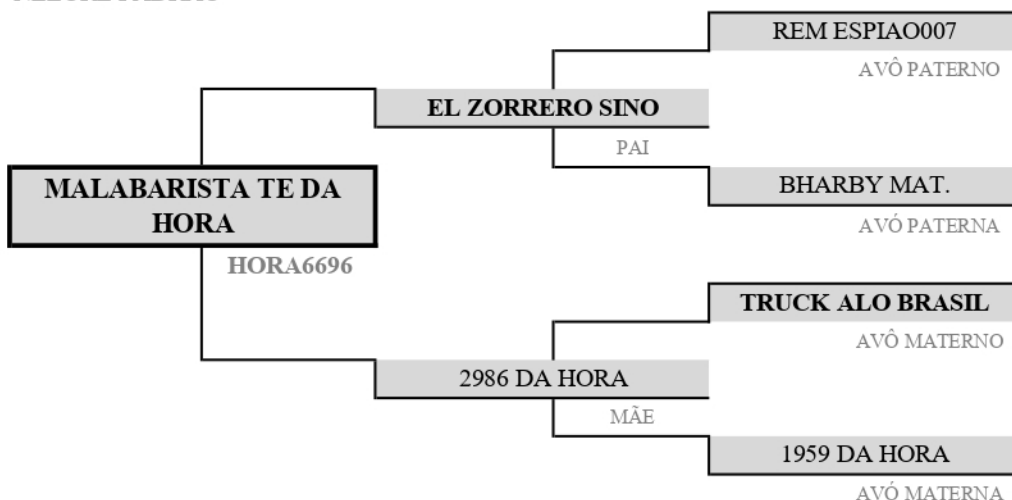 REM ESPIAO007
AVÔ PATERNO
EL ZORRERO SINO
PAI
BHARBY MAT.
AVÓ PATERNA
MALABARISTA TE DA
HORA
HORA6696
TRUCK ALO BRASIL
AVÔ MATERNO
2986 DA HORA
MÃE
1959 DA HORA
AVÓ MATERNA